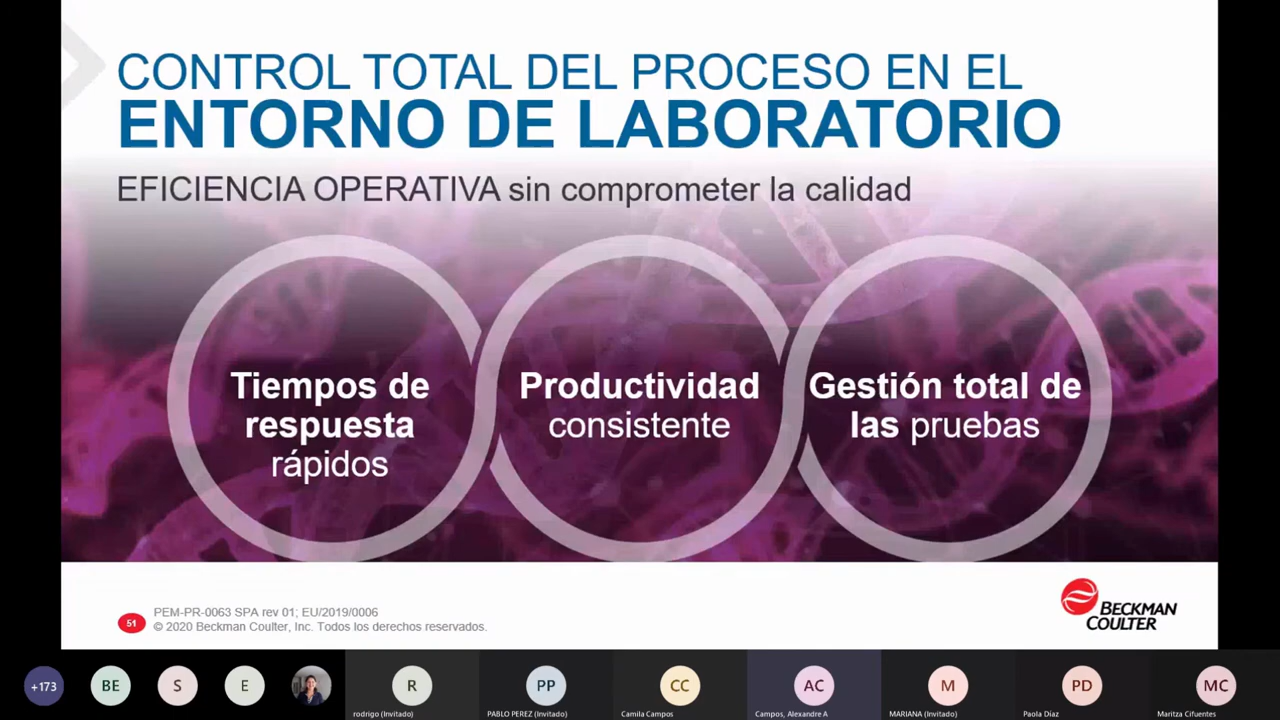 CONTROL TOTAL DEL PROCESO EN EL
ENTORNO DE LABORATORIO
EFICIENCIA OPERATIVA sin comprometer la calidad
Tiempos de
respuesta
rápidos
Productividad
consistente
Gestión total de
las pruebas
51
PEM-PR-0063 SPA rev 01; EU/2019/0006
© 2020 Beckman Coulter, Inc. Todos los derechos reservados.
BECKMAN
COULTER
+173
BE
S
E
R
rodrigo (Invitado)
PP
PABLO PEREZ (Invitado)
CC
Camila Campos
AC
Campos, Alexandre A
M
MARIANA (Invitado)
PD
Paola Díaz
MC
Maritza Cifuentes